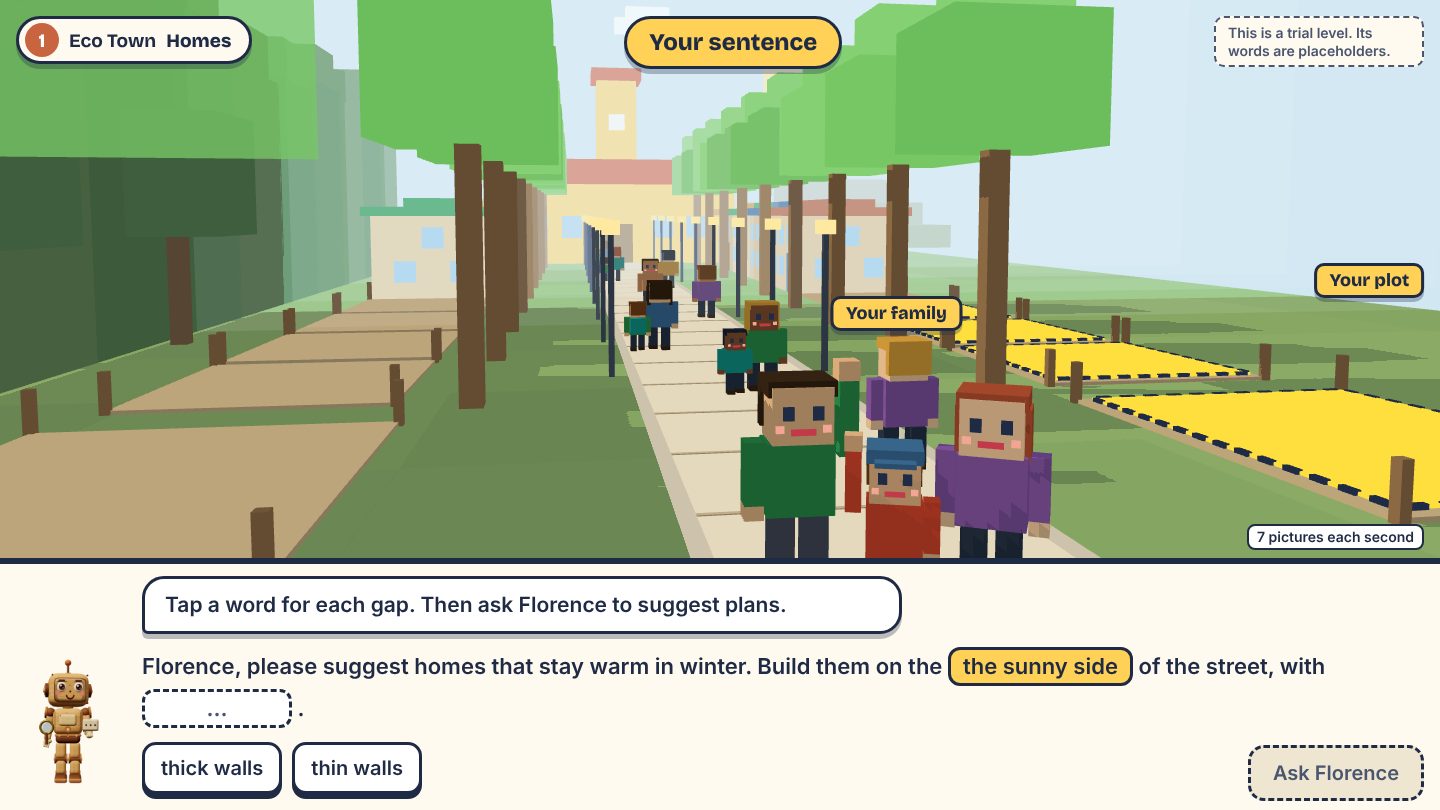 1 Eco Town Homes
Your sentence
This is a trial level. Its
words are placeholders.
Your plot
Your family
7 pictures each second
Tap a word for each gap. Then ask Florence to suggest plans.
Florence, please suggest homes that stay warm in winter. Build them on the the sunny side of the street, with
... .
thick walls thin walls
Ask Florence